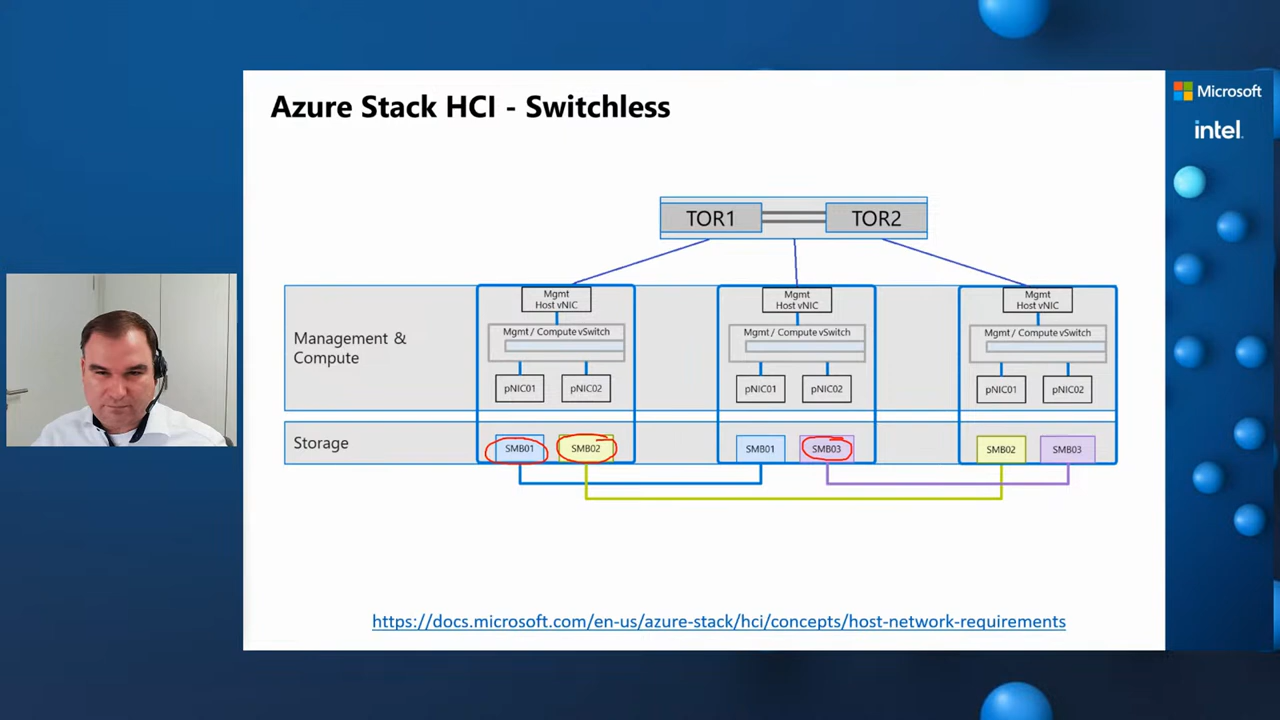 Azure Stack HCI - Switchless
Microsoft
intel.
TOR1
TOR2
Mgmt
Host vNIC
Mgmt
Host vNIC
Mgmt
Host vNIC
Management &
Compute
Mgmt / Compute vSwitch
Mgmt / Compute vSwitch
Mgmt / Compute vSwitch
pNIC01
pNIC02
pNIC01
pNIC02
pNIC01
pNIC02
Storage
SMB01
SMB02
SMB01
SMB03
SMB02
SMB03
https://docs.microsoft.com/en-us/azure-stack/hci/concepts/host-network-requirements